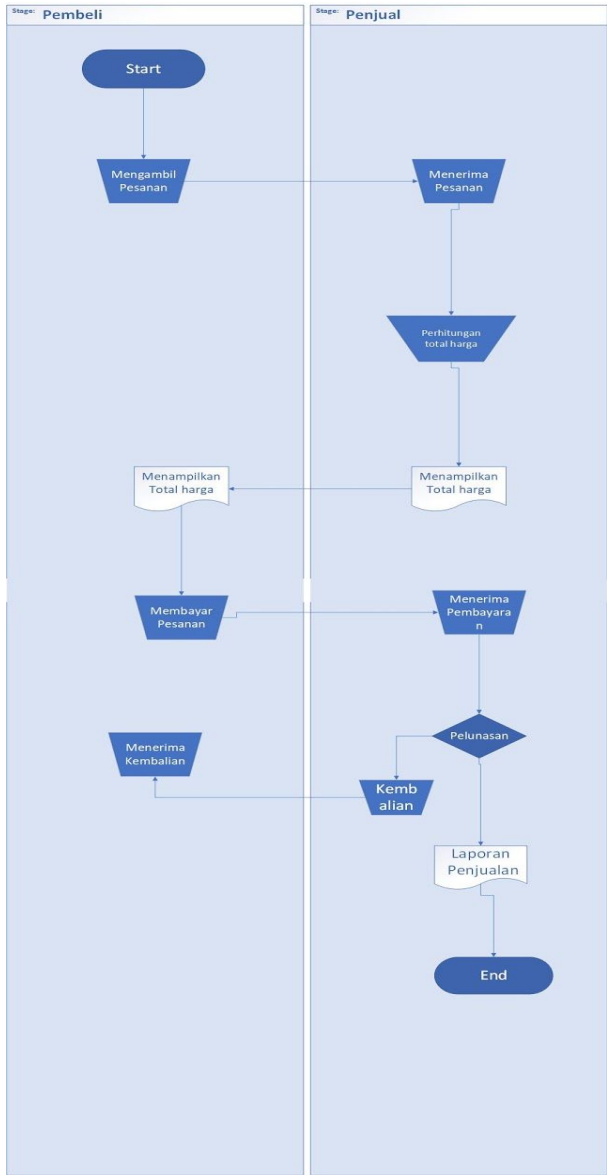 Stage: Pembeli
Stage: Penjual
Start
Mengambil
Pesanan
Menerima
Pesanan
Perhitungan
total harga
Menampilkan
Total harga
Menampilkan
Total harga
Membayar
Pesanan
Menerima
Pembayara
n
Pelunasan
Menerima
Kembalian
Kemb
alian
Laporan
Penjualan
End